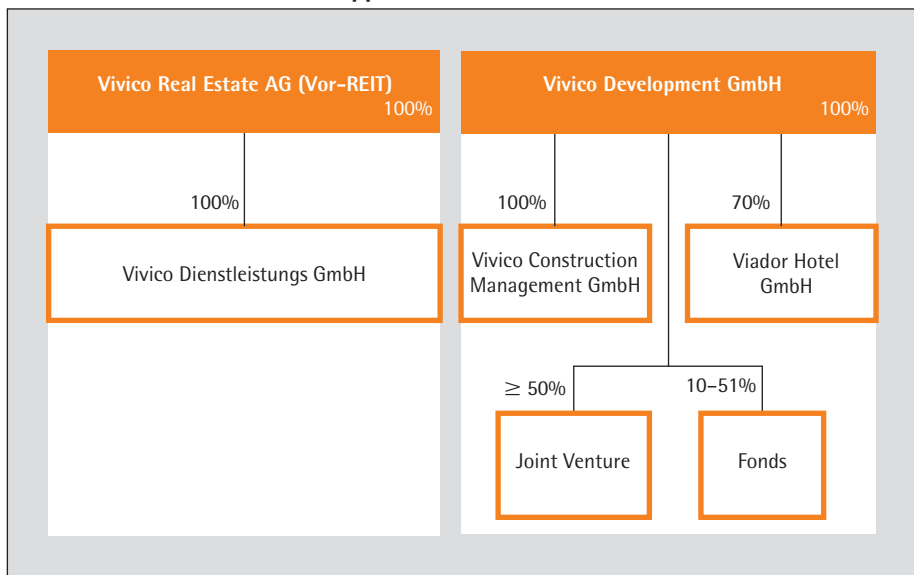 Vivico Real Estate AG (Vor-REIT)
100%
100%
Vivico Dienstleistungs GmbH
Vivico Development GmbH
100%
100%
70%
Vivico Construction
Management GmbH
Viador Hotel
GmbH
≥ 50%
10–51%
Joint Venture
Fonds